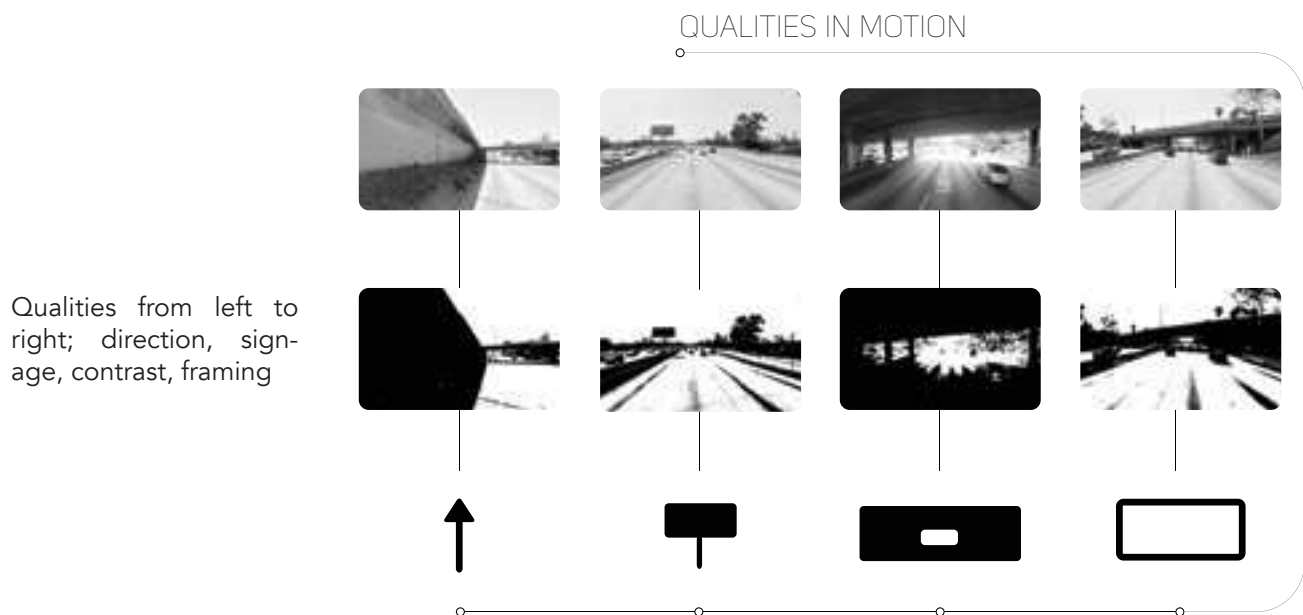 QUALITIES IN MOTION
Qualities from left to
right; direction, sign-
age, contrast, framing